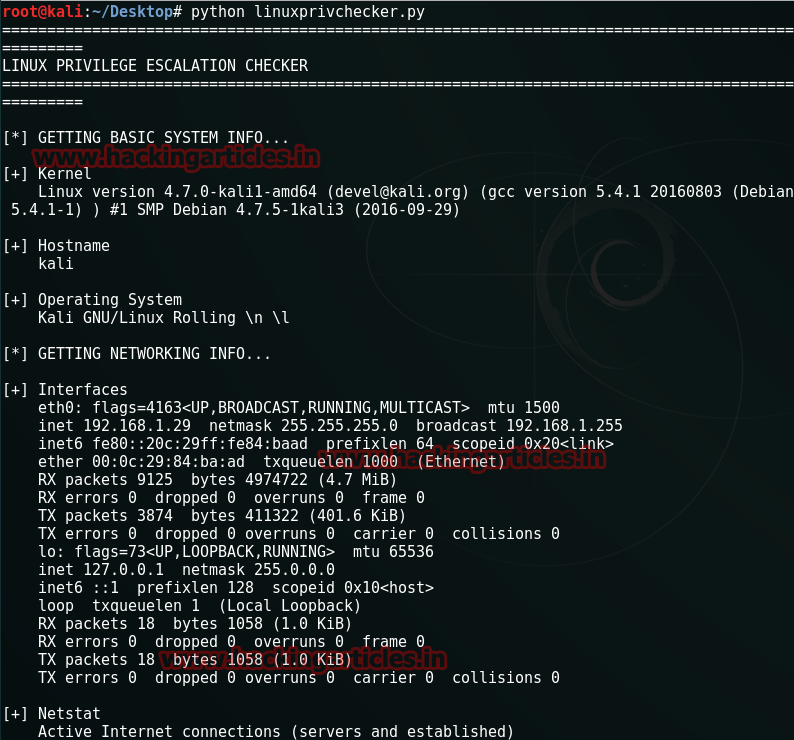 root@kali:~/Desktop# python linuxprivchecker.py
========================================================================================
=========
LINUX PRIVILEGE ESCALATION CHECKER
========================================================================================
=========
[*] GETTING BASIC SYSTEM INFO...
www.hackingarticles.in
[+] Kernel
Linux version 4.7.0-kali1-amd64 (devel@kali.org) (gcc version 5.4.1 20160803 (Debian
5.4.1-1) ) #1 SMP Debian 4.7.5-1kali3 (2016-09-29)
[+] Hostname
kali
[+] Operating System
Kali GNU/Linux Rolling \n \l
[*] GETTING NETWORKING INFO...
[+] Interfaces
eth0: flags=4163<UP,BROADCAST,RUNNING,MULTICAST>  mtu 1500
inet 192.168.1.29  netmask 255.255.255.0  broadcast 192.168.1.255
inet6 fe80::20c:29ff:fe84:baad  prefixlen 64  scopeid 0x20<link>
www.hackingarticles.in
ether 00:0c:29:84:ba:ad  txqueuelen 1000  (Ethernet)
RX packets 9125  bytes 4974722 (4.7 MiB)
RX errors 0  dropped 0  overruns 0  frame 0
TX packets 3874  bytes 411322 (401.6 KiB)
TX errors 0  dropped 0 overruns 0  carrier 0  collisions 0
lo: flags=73<UP,LOOPBACK,RUNNING>  mtu 65536
inet 127.0.0.1  netmask 255.0.0.0
inet6 ::1  prefixlen 128  scopeid 0x10<host>
loop  txqueuelen 1  (Local Loopback)
RX packets 18  bytes 1058 (1.0 KiB)
RX errors 0  dropped 0  overruns 0  frame 0
TX packets 18  bytes 1058 (1.0 KiB)
www.hackingarticles.in
TX errors 0  dropped 0 overruns 0  carrier 0  collisions 0
[+] Netstat
Active Internet connections (servers and established)